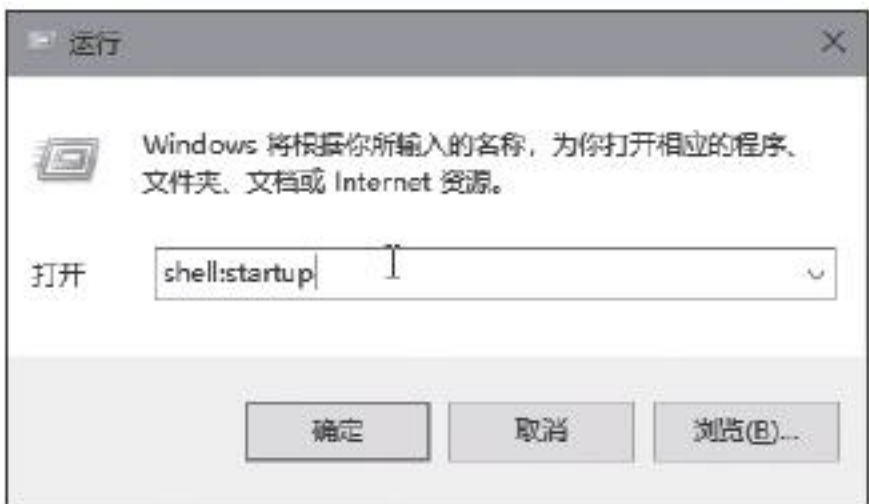 运行
Windows 将根据你所输入的名称，为你打开相应的程序、
文件夹、文档或 Internet 资源。
打开
shell:startup
确定
取消
浏览(B)...